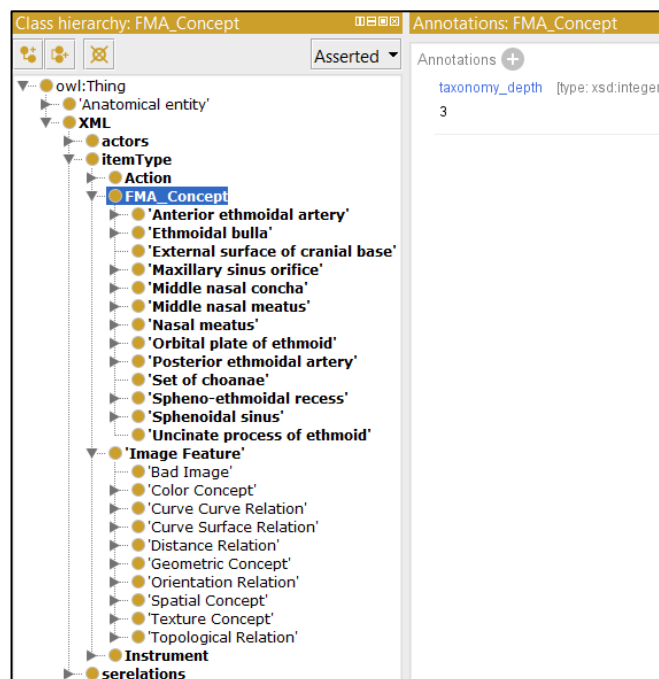 Class hierarchy: FMA_Concept
Asserted
owl:Thing
'Anatomical entity'
XML
actors
itemType
Action
FMA_Concept
'Anterior ethmoidal artery'
'Ethmoidal bulla'
'External surface of cranial base'
'Maxillary sinus orifice'
'Middle nasal concha'
'Middle nasal meatus'
'Nasal meatus'
'Orbital plate of ethmoid'
'Posterior ethmoidal artery'
'Set of choanae'
'Spheno-ethmoidal recess'
'Sphenoidal sinus'
'Uncinate process of ethmoid'
'Image Feature'
'Bad Image'
'Color Concept'
'Curve Curve Relation'
'Curve Surface Relation'
'Distance Relation'
'Geometric Concept'
'Orientation Relation'
'Spatial Concept'
'Texture Concept'
'Topological Relation'
Instrument
serelations
Annotations: FMA_Concept
Annotations
taxonomy_depth [type: xsd:integer
3